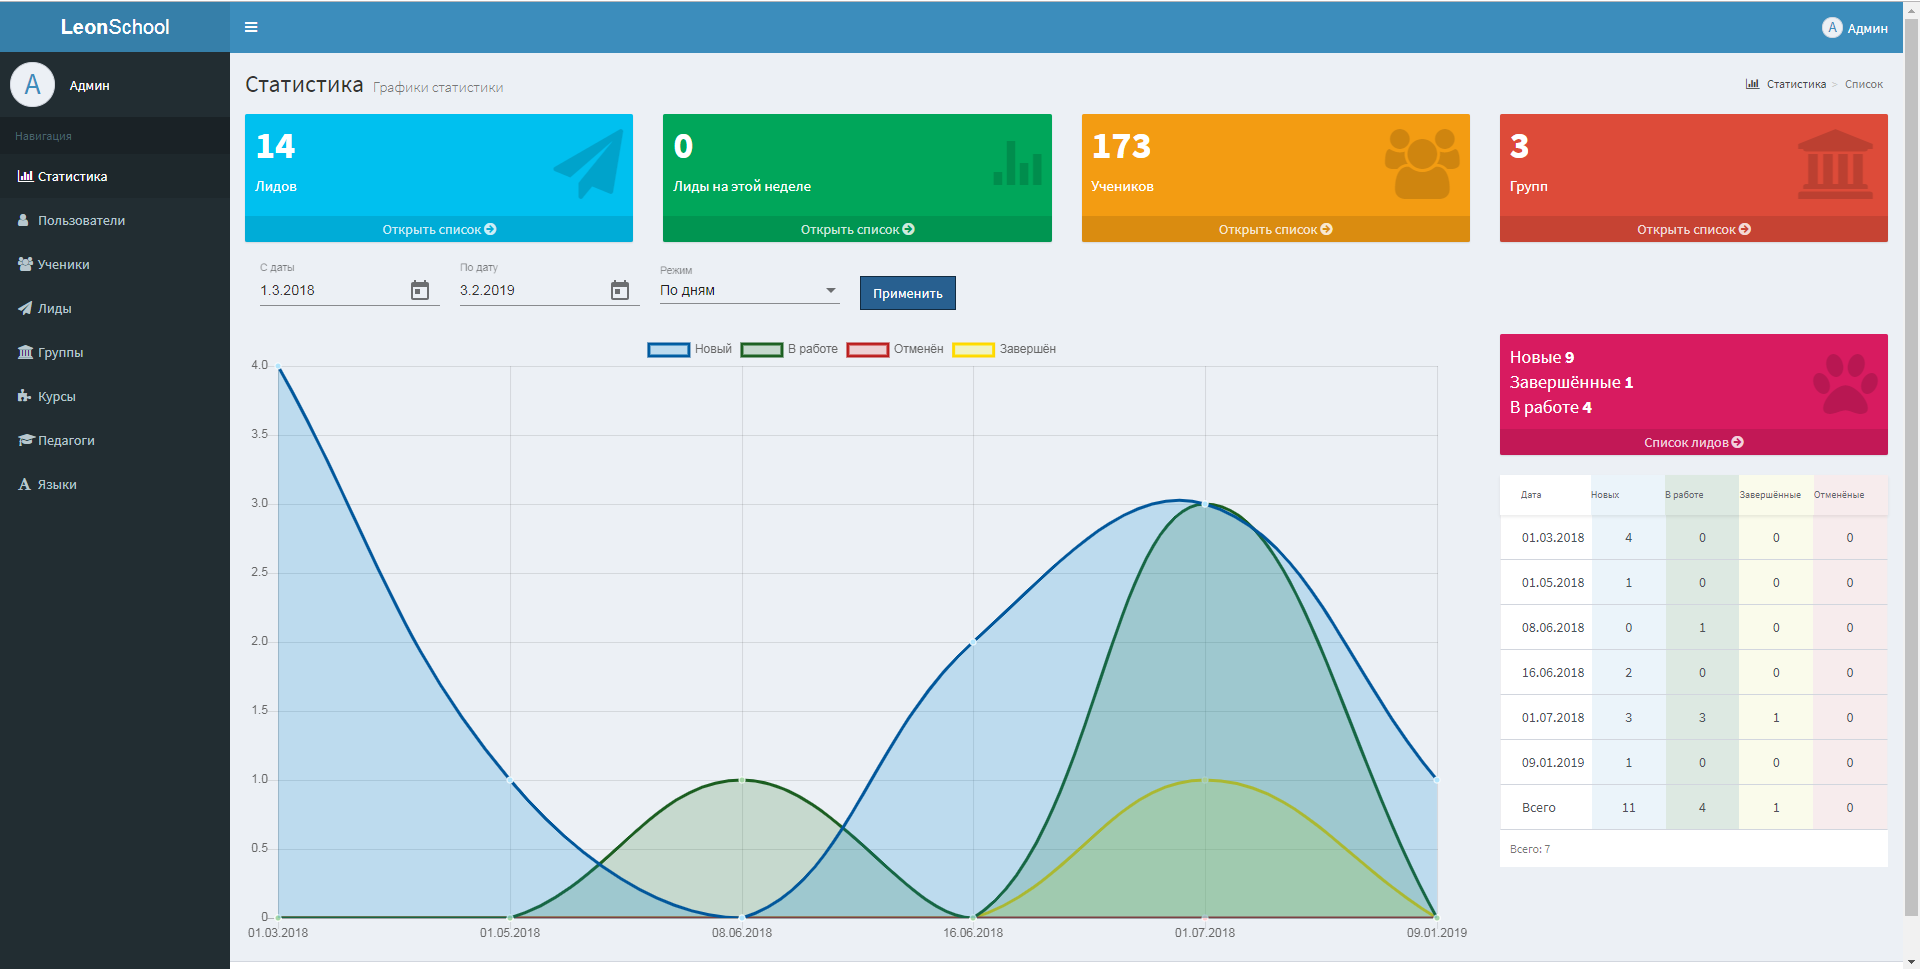 LeonSchool
A Админ
A Админ
Навигация
Статистика
Пользователи
Ученики
Лиды
Группы
Курсы
Педагоги
Языки
Статистика Графики статистики
Статистика > Список
14
Лидов
Открыть список
0
Лиды на этой неделе
Открыть список
173
Учеников
Открыть список
3
Групп
Открыть список
С даты
1.3.2018
По дату
3.2.2019
Режим
По дням
Применить
Новый В работе Отменён Завершён
4.0
3.5
3.0
2.5
2.0
1.5
1.0
0.5
0
01.03.2018 01.05.2018 08.06.2018 16.06.2018 01.07.2018 09.01.2019
Новые 9
Завершённые 1
В работе 4
Список лидов
Дата Новых В работе Завершённые Отменёные
01.03.2018 4 0 0 0
01.05.2018 1 0 0 0
08.06.2018 0 1 0 0
16.06.2018 2 0 0 0
01.07.2018 3 3 1 0
09.01.2019 1 0 0 0
Всего 11 4 1 0
Всего: 7